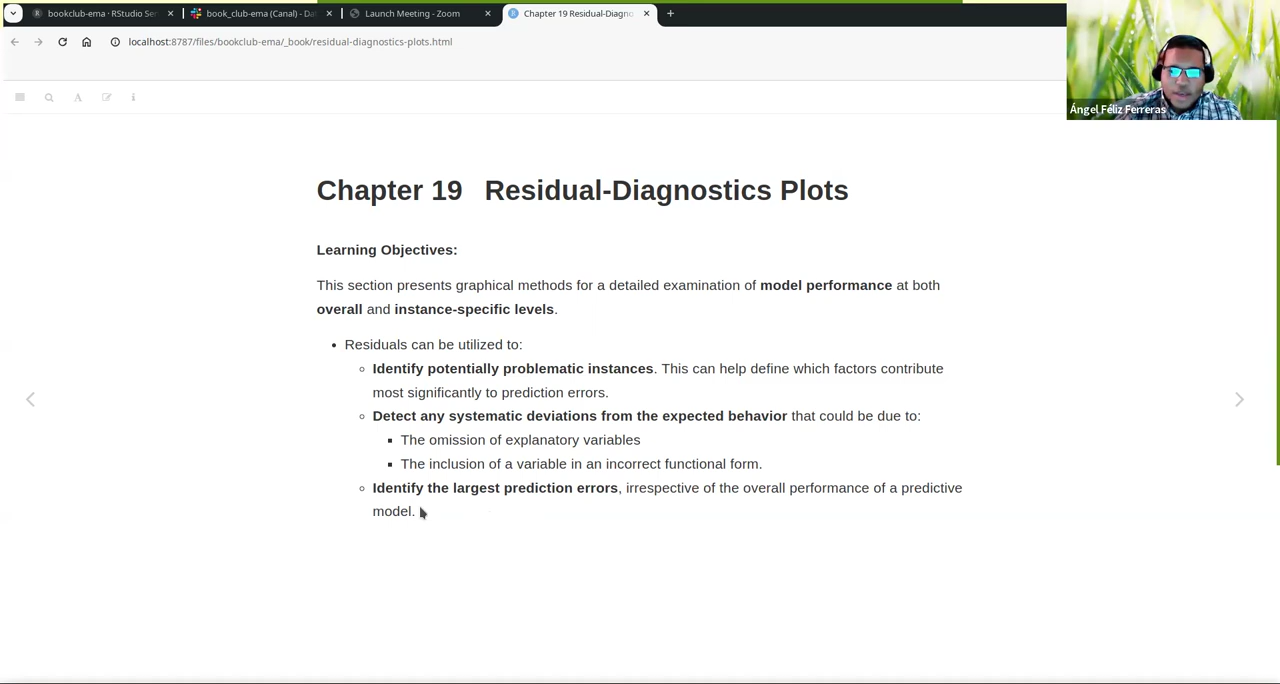 bookclub-ema · RStudio Ser
book_club-ema (Canal) - Da
Launch Meeting - Zoom
Chapter 19 Residual-Diagno
localhost:8787/files/bookclub-ema/_book/residual-diagnostics-plots.html
Ángel Féliz Ferreras
Chapter 19 Residual-Diagnostics Plots
Learning Objectives:
This section presents graphical methods for a detailed examination of model performance at both
overall and instance-specific levels.
• Residuals can be utilized to:
◦ Identify potentially problematic instances. This can help define which factors contribute
most significantly to prediction errors.
◦ Detect any systematic deviations from the expected behavior that could be due to:
▪ The omission of explanatory variables
▪ The inclusion of a variable in an incorrect functional form.
◦ Identify the largest prediction errors, irrespective of the overall performance of a predictive
model.